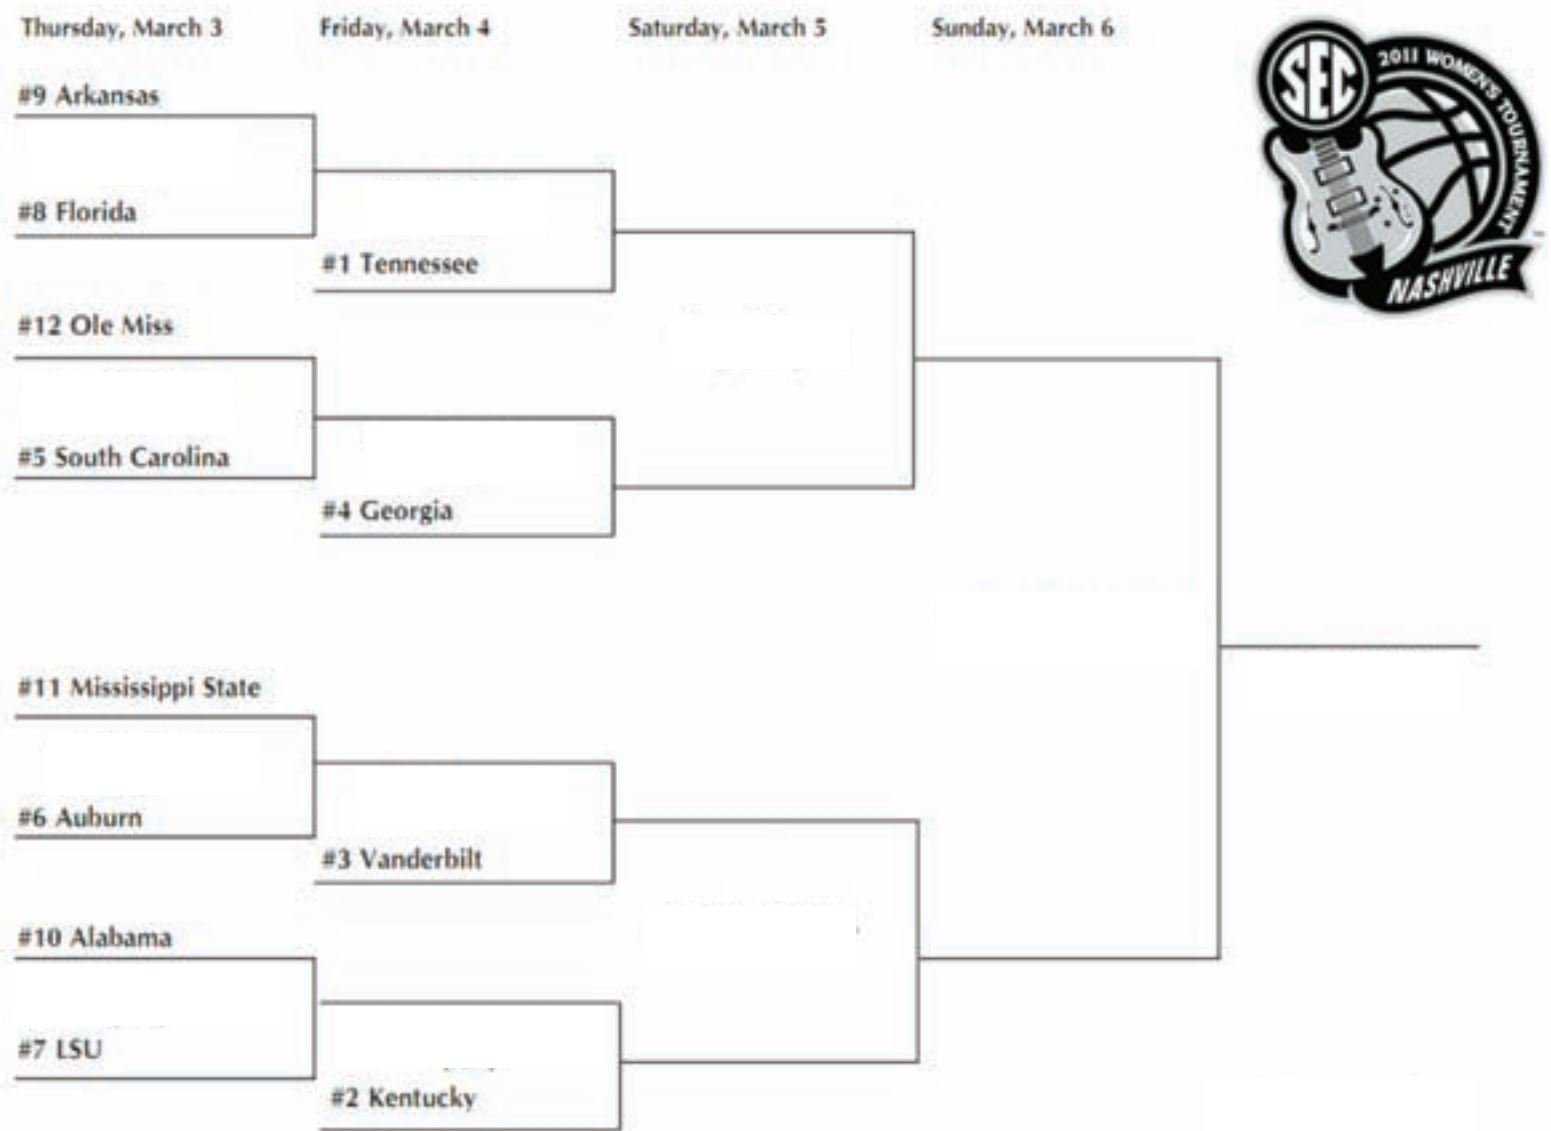 Thursday, March 3
Friday, March 4
Saturday, March 5
Sunday, March 6
SEC
2011 WOMEN'S TOURNAMENT
NASHVILLE
#9 Arkansas
#8 Florida
#1 Tennessee
#12 Ole Miss
#5 South Carolina
#4 Georgia
#11 Mississippi State
#6 Auburn
#3 Vanderbilt
#10 Alabama
#7 LSU
#2 Kentucky